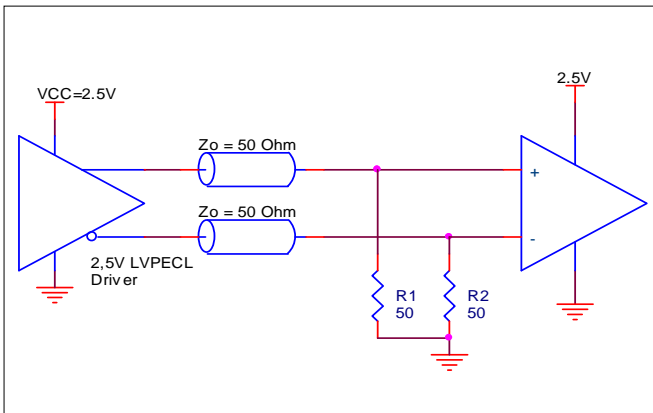 VCC=2.5V
2.5V
Zo = 50 Ohm
+
Zo = 50 Ohm
-
2,5V LVPECL
Driver
R1
50
R2
50